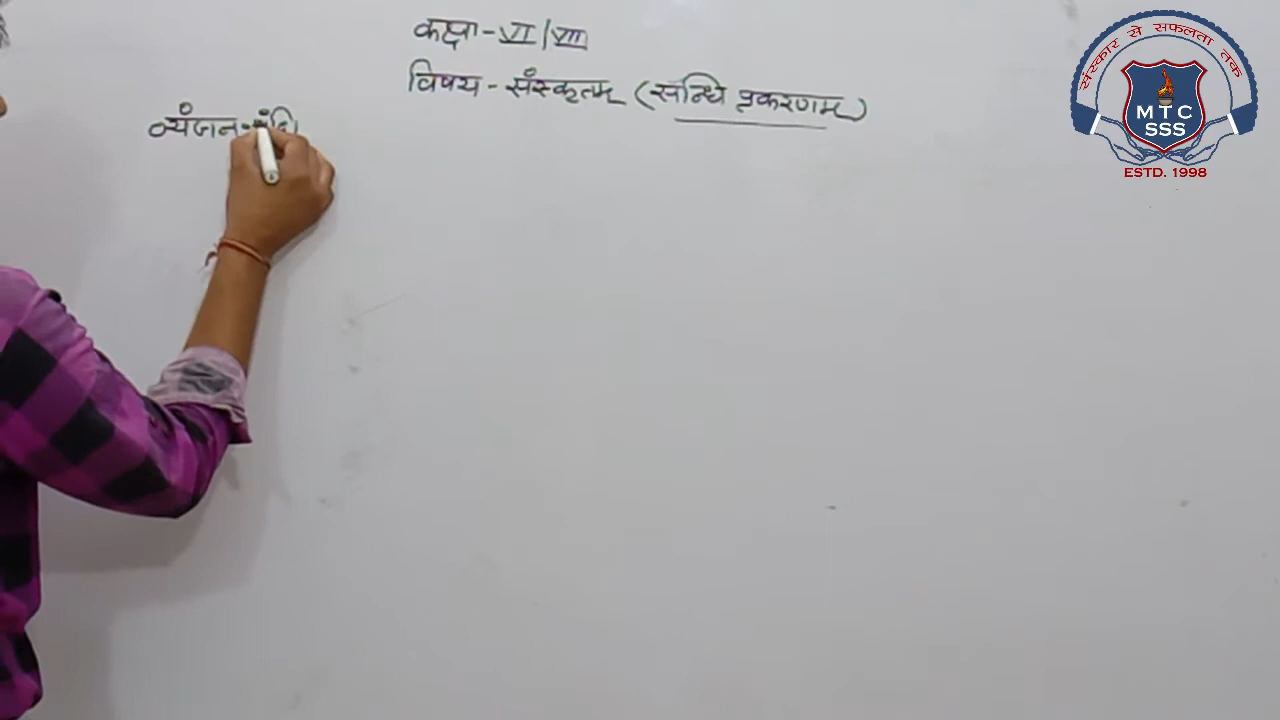 कक्षा - VI / VIII
विषय - संस्कृतम् (सन्धि प्रकरणम्)
व्यंजन-संधि
संस्कार से सफलता तक
MTC
SSS
ESTD. 1998